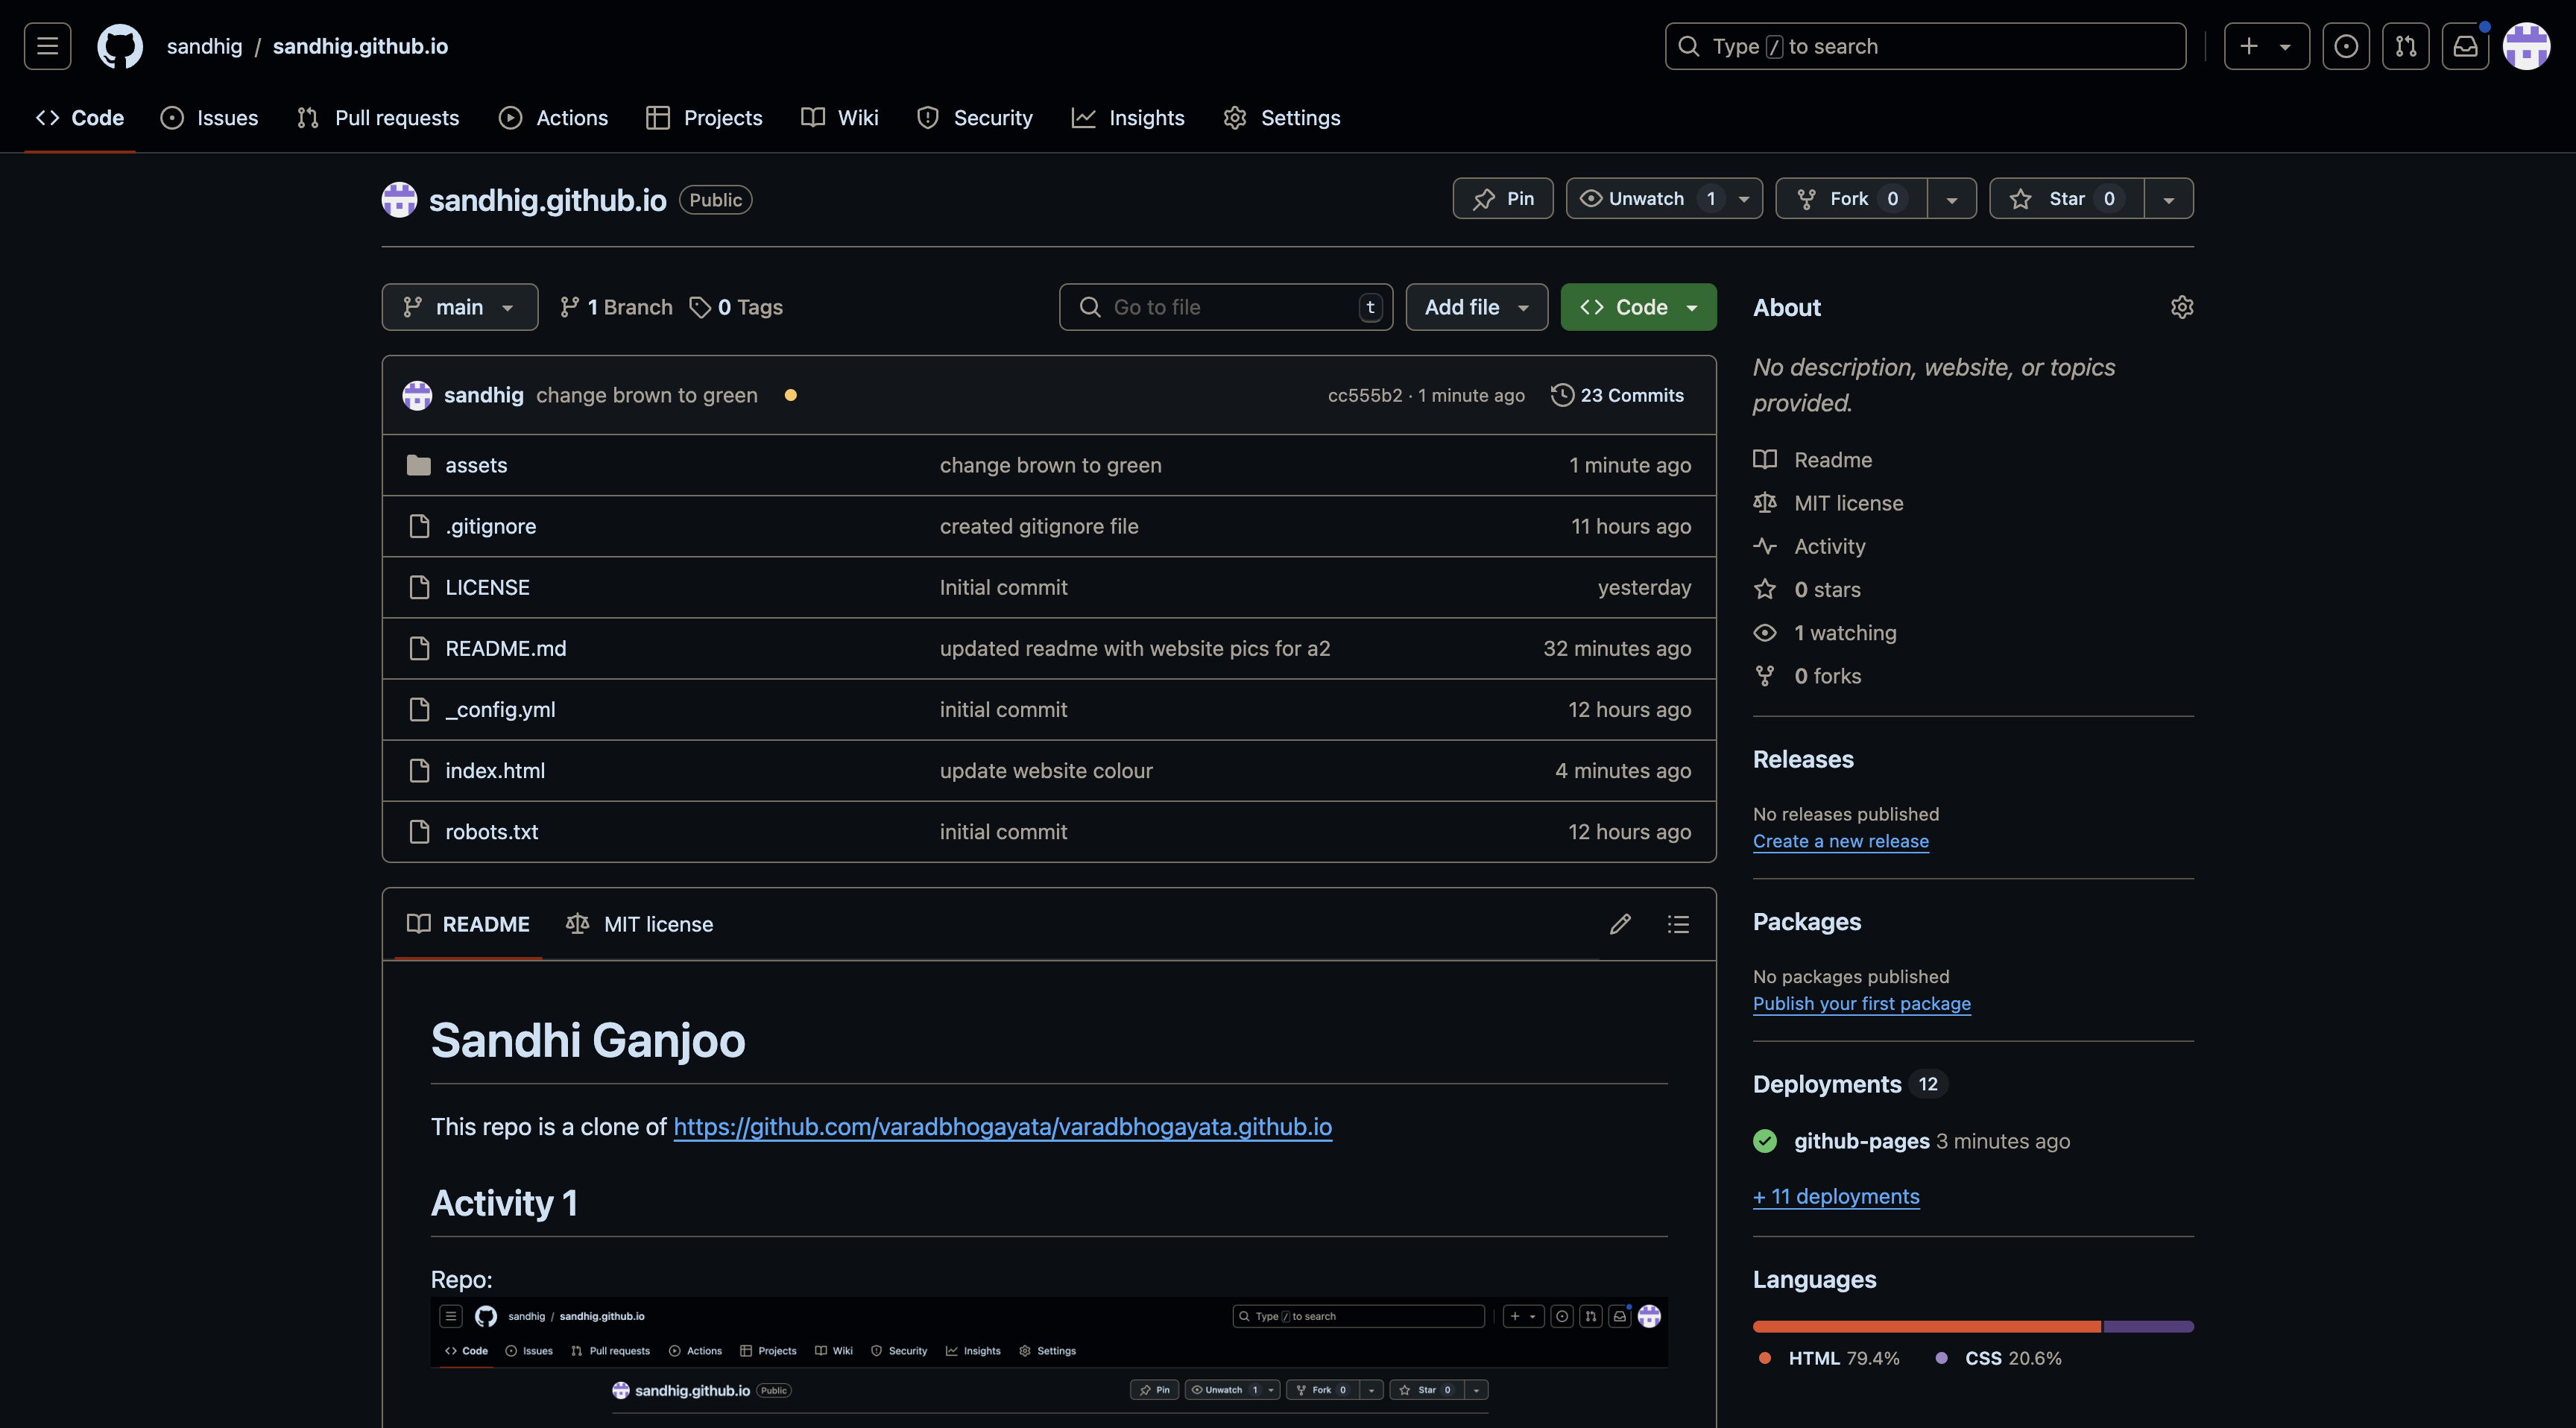 sandhig / sandhig.github.io
Type / to search
Code Issues Pull requests Actions Projects Wiki Security Insights Settings
sandhig.github.io Public
Pin Unwatch 1 Fork 0 Star 0
main 1 Branch 0 Tags
Go to file t Add file Code
sandhig change brown to green cc555b2 · 1 minute ago 23 Commits
assets change brown to green 1 minute ago
.gitignore created gitignore file 11 hours ago
LICENSE Initial commit yesterday
README.md updated readme with website pics for a2 32 minutes ago
_config.yml initial commit 12 hours ago
index.html update website colour 4 minutes ago
robots.txt initial commit 12 hours ago
README MIT license
Sandhi Ganjoo
This repo is a clone of https://github.com/varadbhogayata/varadbhogayata.github.io
Activity 1
Repo:
sandhig / sandhig.github.io
Type / to search
Code Issues Pull requests Actions Projects Wiki Security Insights Settings
sandhig.github.io Public
Pin Unwatch 1 Fork 0 Star 0
About
No description, website, or topics
provided.
Readme
MIT license
Activity
0 stars
1 watching
0 forks
Releases
No releases published
Create a new release
Packages
No packages published
Publish your first package
Deployments 12
github-pages 3 minutes ago
+ 11 deployments
Languages
HTML 79.4% CSS 20.6%